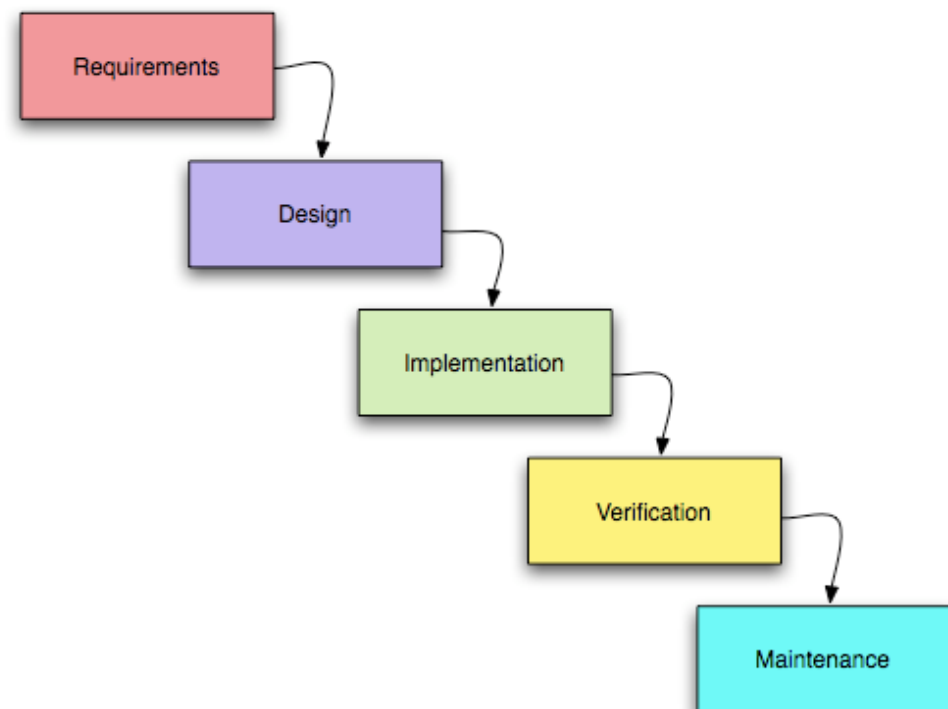 Requirements
Design
Implementation
Verification
Maintenance